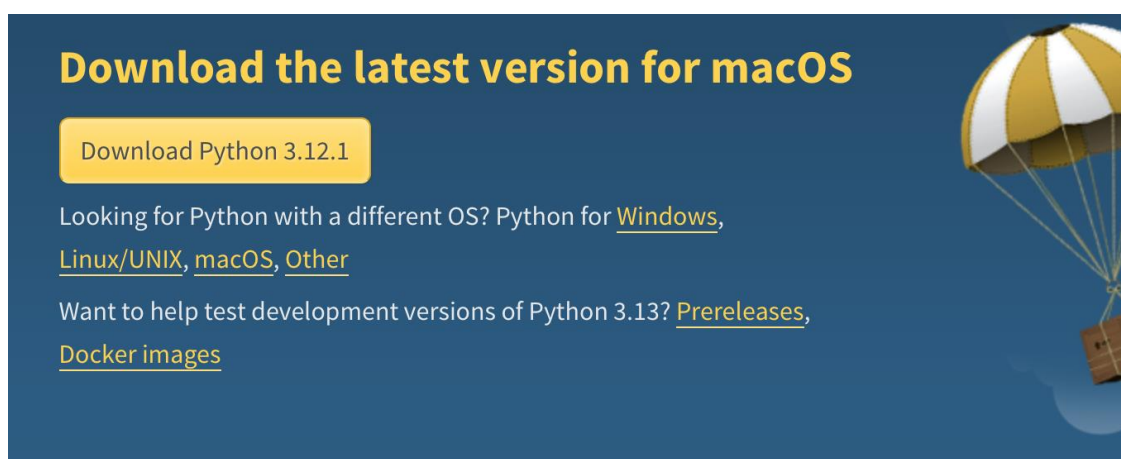 Download the latest version for macOS
Download Python 3.12.1
Looking for Python with a different OS? Python for Windows,
Linux/UNIX, macOS, Other
Want to help test development versions of Python 3.13? Prereleases,
Docker images